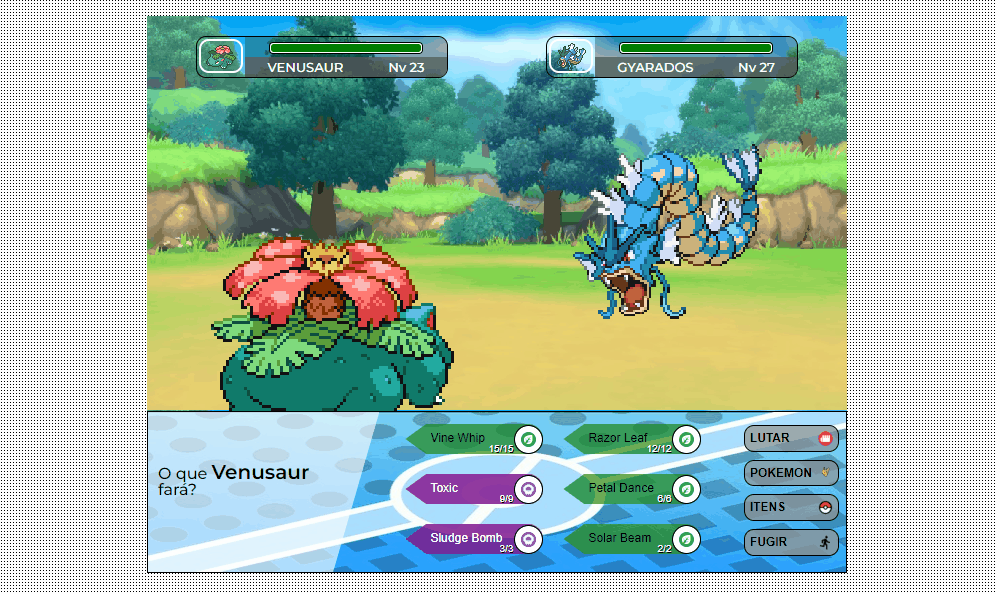 VENUSAUR Nv 23
GYARADOS Nv 27
O que Venusaur
fará?
Vine Whip
15/15
Razor Leaf
12/12
Toxic
9/9
Petal Dance
6/6
Sludge Bomb
3/3
Solar Beam
2/2
LUTAR
POKEMON
ITENS
FUGIR